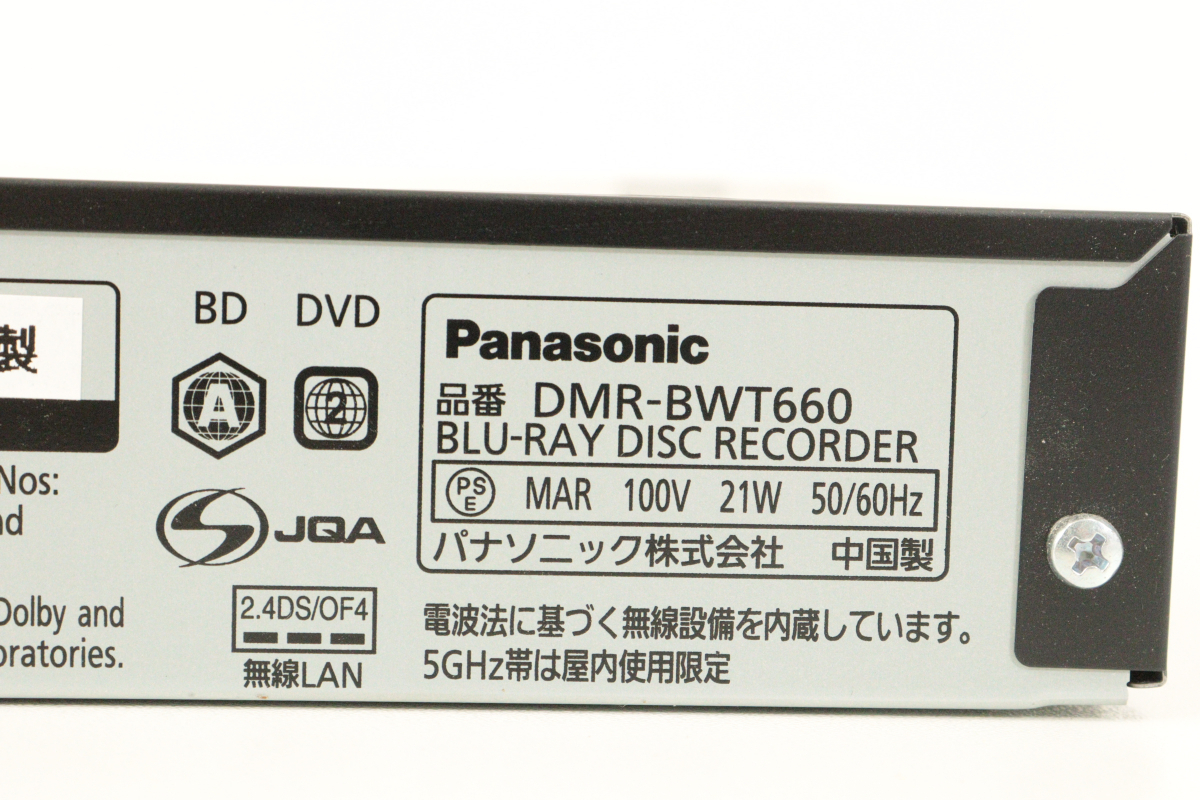 製
Nos:
nd
Dolby and
oratories.
BD DVD
A 2
JQA
2.4DS/OF4
無線LAN
Panasonic
品番 DMR-BWT660
BLU-RAY DISC RECORDER
PSE MAR 100V 21W 50/60Hz
パナソニック株式会社 中国製
電波法に基づく無線設備を内蔵しています。
5GHz帯は屋内使用限定